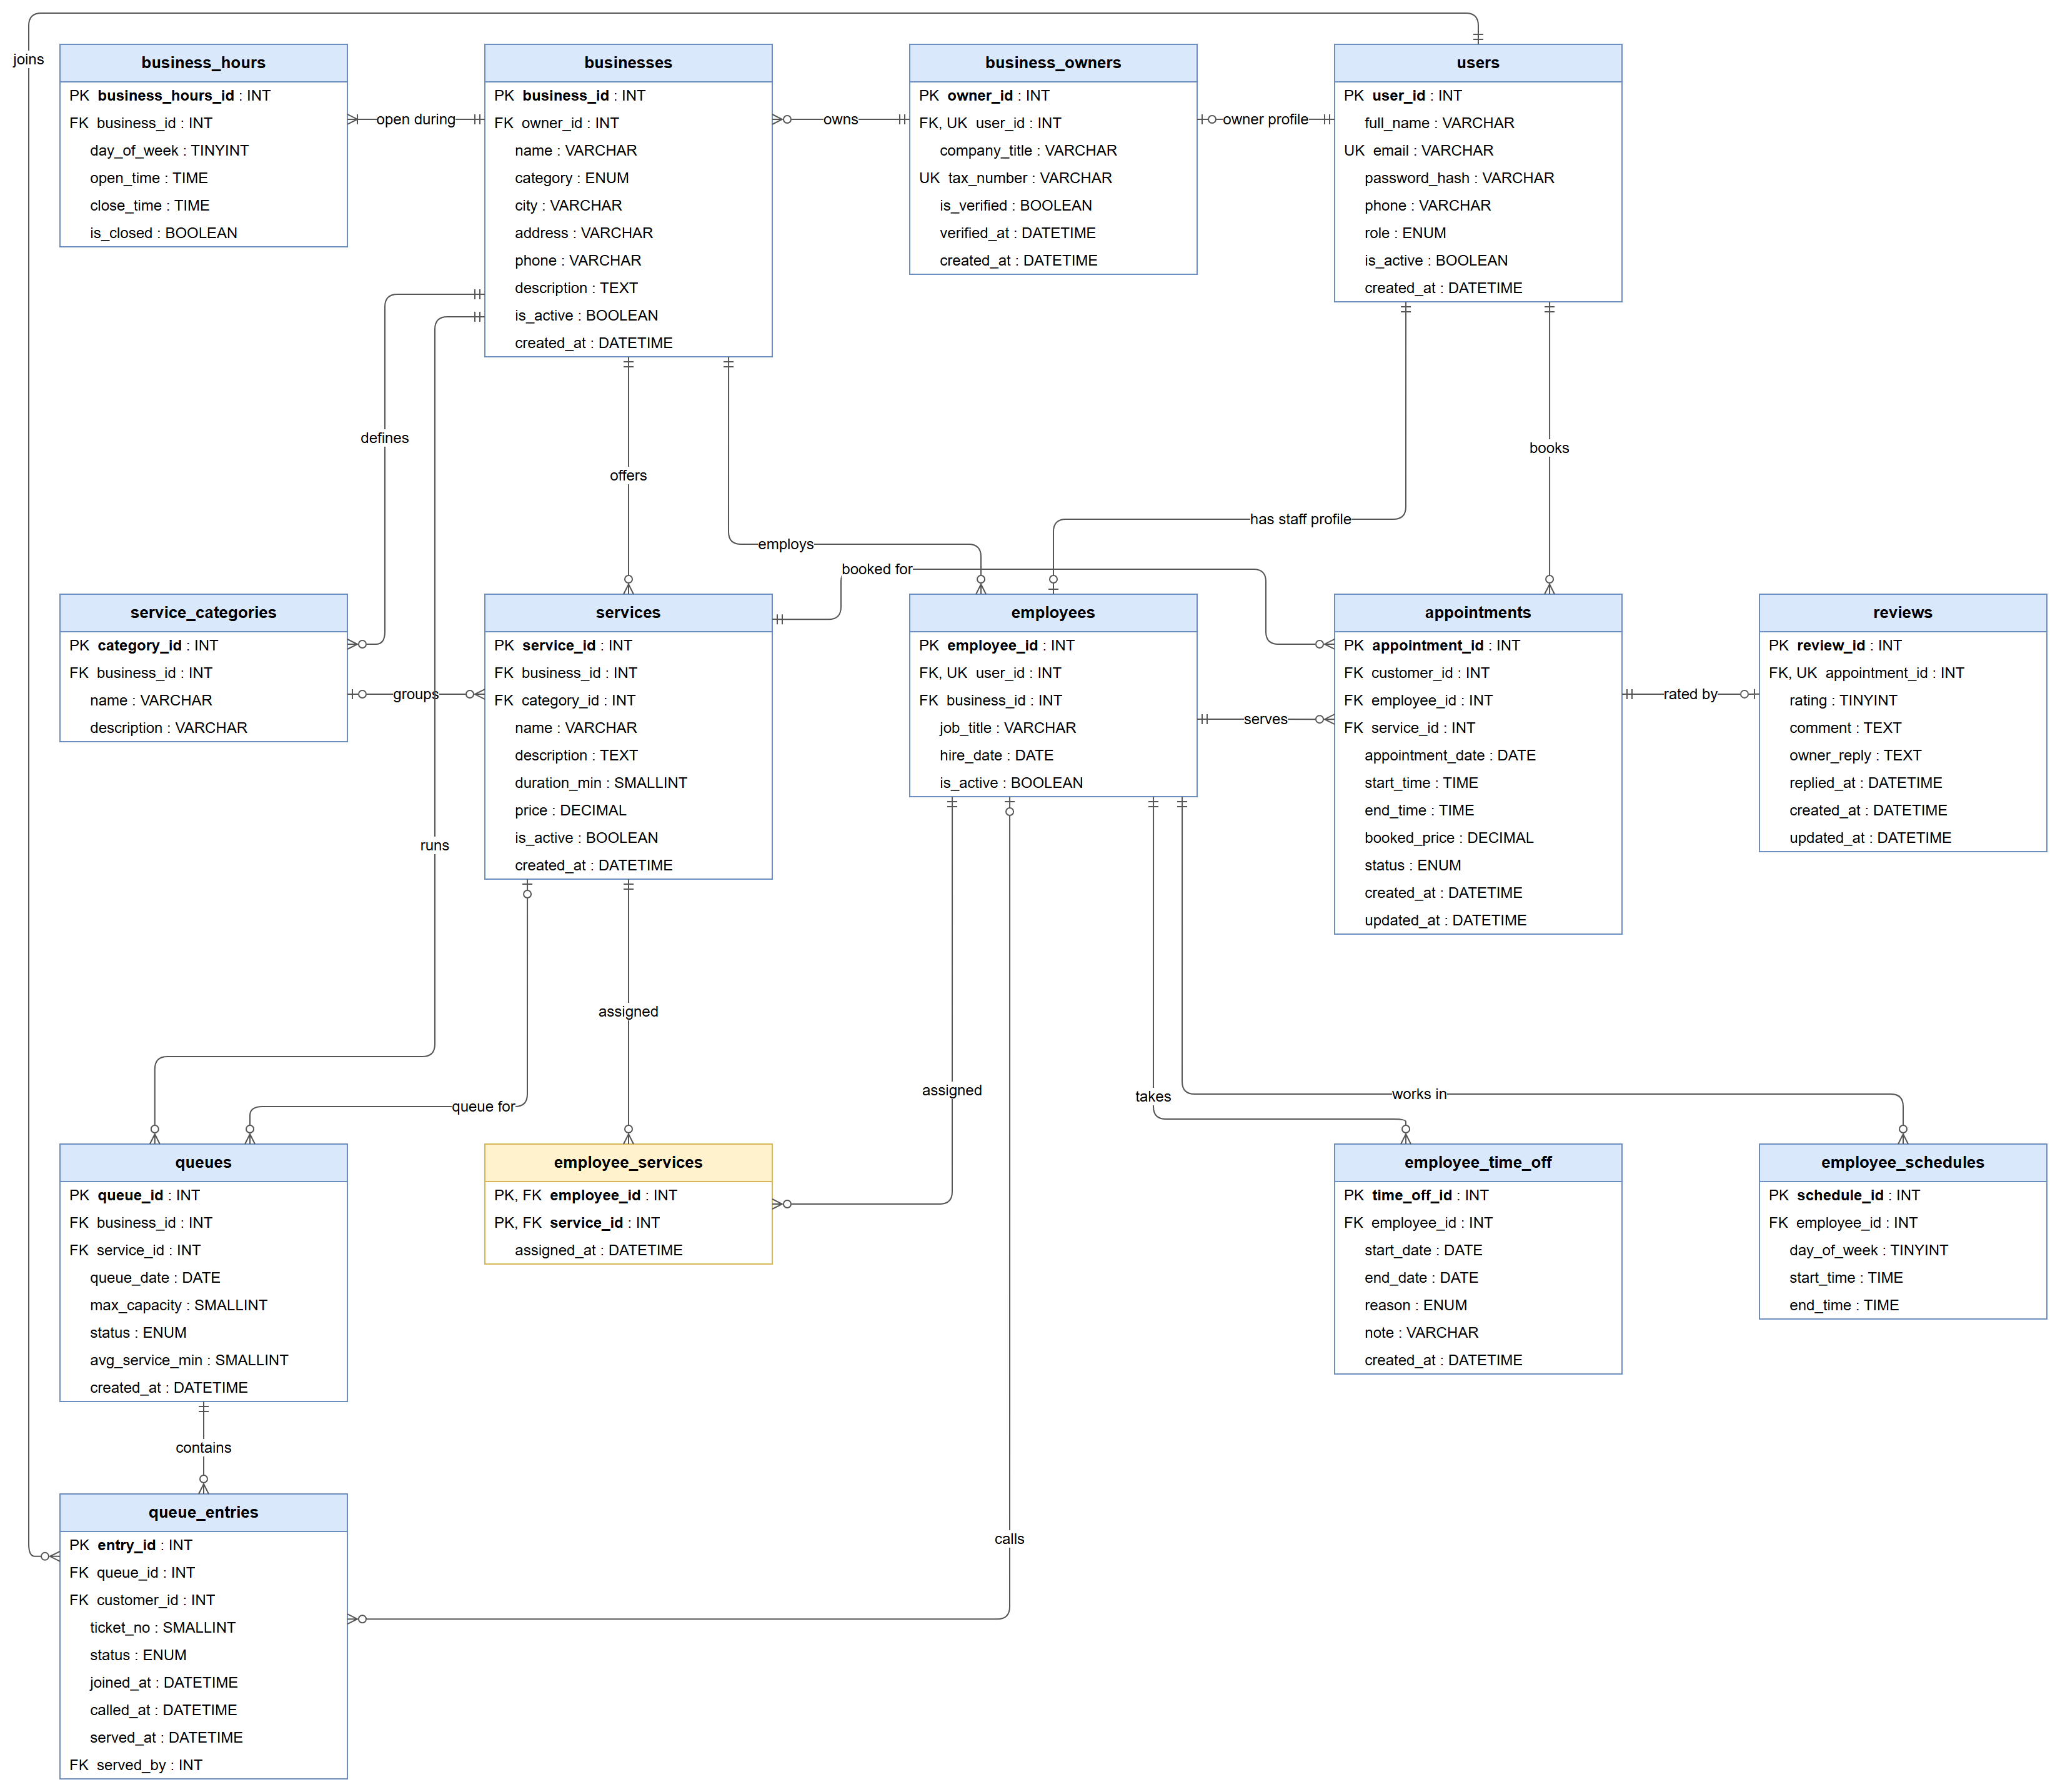 joins
business_hours
PK business_hours_id : INT
FK business_id : INT
day_of_week : TINYINT
open_time : TIME
close_time : TIME
is_closed : BOOLEAN
open during
businesses
PK business_id : INT
FK owner_id : INT
name : VARCHAR
category : ENUM
city : VARCHAR
address : VARCHAR
phone : VARCHAR
description : TEXT
is_active : BOOLEAN
created_at : DATETIME
owns
business_owners
PK owner_id : INT
FK, UK user_id : INT
company_title : VARCHAR
UK tax_number : VARCHAR
is_verified : BOOLEAN
verified_at : DATETIME
created_at : DATETIME
owner profile
users
PK user_id : INT
full_name : VARCHAR
UK email : VARCHAR
password_hash : VARCHAR
phone : VARCHAR
role : ENUM
is_active : BOOLEAN
created_at : DATETIME
defines
offers
books
has staff profile
employs
booked for
service_categories
PK category_id : INT
FK business_id : INT
name : VARCHAR
description : VARCHAR
groups
services
PK service_id : INT
FK business_id : INT
FK category_id : INT
name : VARCHAR
description : TEXT
duration_min : SMALLINT
price : DECIMAL
is_active : BOOLEAN
created_at : DATETIME
employees
PK employee_id : INT
FK, UK user_id : INT
FK business_id : INT
job_title : VARCHAR
hire_date : DATE
is_active : BOOLEAN
serves
appointments
PK appointment_id : INT
FK customer_id : INT
FK employee_id : INT
FK service_id : INT
appointment_date : DATE
start_time : TIME
end_time : TIME
booked_price : DECIMAL
status : ENUM
created_at : DATETIME
updated_at : DATETIME
rated by
reviews
PK review_id : INT
FK, UK appointment_id : INT
rating : TINYINT
comment : TEXT
owner_reply : TEXT
replied_at : DATETIME
created_at : DATETIME
updated_at : DATETIME
runs
assigned
assigned
takes
works in
queue for
queues
PK queue_id : INT
FK business_id : INT
FK service_id : INT
queue_date : DATE
max_capacity : SMALLINT
status : ENUM
avg_service_min : SMALLINT
created_at : DATETIME
employee_services
PK, FK employee_id : INT
PK, FK service_id : INT
assigned_at : DATETIME
employee_time_off
PK time_off_id : INT
FK employee_id : INT
start_date : DATE
end_date : DATE
reason : ENUM
note : VARCHAR
created_at : DATETIME
employee_schedules
PK schedule_id : INT
FK employee_id : INT
day_of_week : TINYINT
start_time : TIME
end_time : TIME
contains
calls
queue_entries
PK entry_id : INT
FK queue_id : INT
FK customer_id : INT
ticket_no : SMALLINT
status : ENUM
joined_at : DATETIME
called_at : DATETIME
served_at : DATETIME
FK served_by : INT